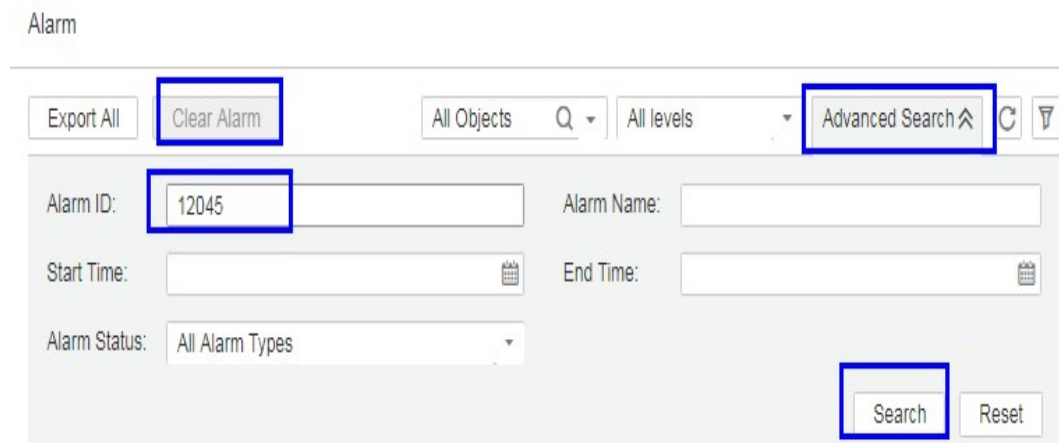 Alarm
Export All Clear Alarm All Objects All levels Advanced Search
Alarm ID: 12045 Alarm Name:
Start Time: End Time:
Alarm Status: All Alarm Types
Search Reset